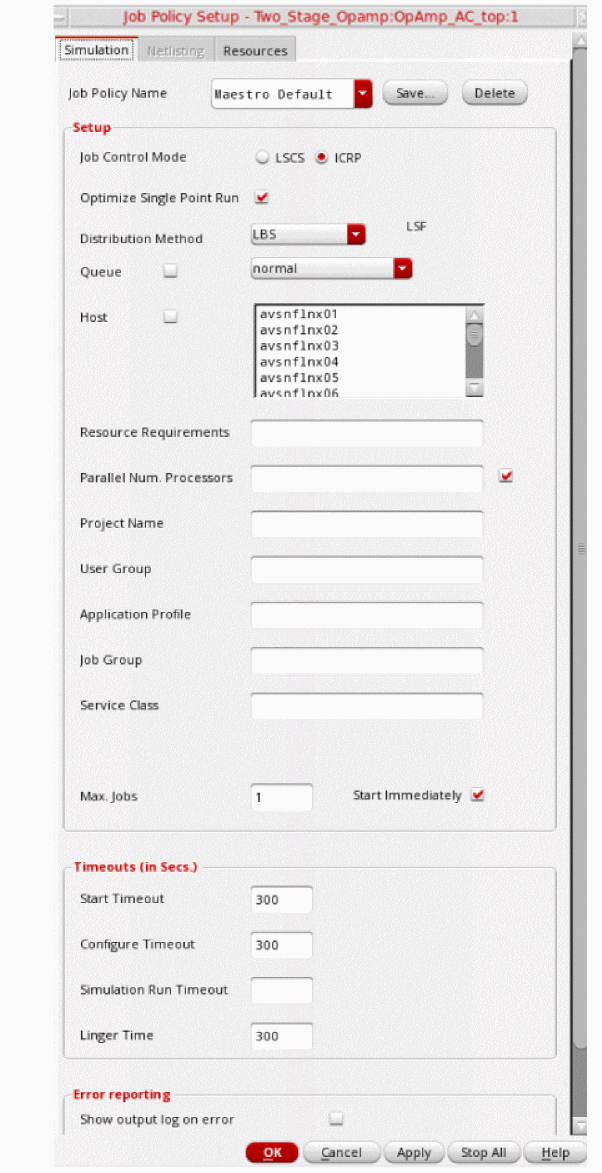 Job Policy Setup - Two_Stage_Opamp:OpAmp_AC_top:1
Simulation Netlisting Resources
Job Policy Name Maestro Default Save... Delete
Setup
Job Control Mode LSCS ICRP
Optimize Single Point Run
Distribution Method LBS LSF
Queue normal
Host avsnflnx01
avsnflnx02
avsnflnx03
avsnflnx04
avsnflnx05
avsnflnx06
Resource Requirements
Parallel Num. Processors
Project Name
User Group
Application Profile
Job Group
Service Class
Max. Jobs 1 Start Immediately
Timeouts (in Secs.)
Start Timeout 300
Configure Timeout 300
Simulation Run Timeout
Linger Time 300
Error reporting
Show output log on error
OK Cancel Apply Stop All Help